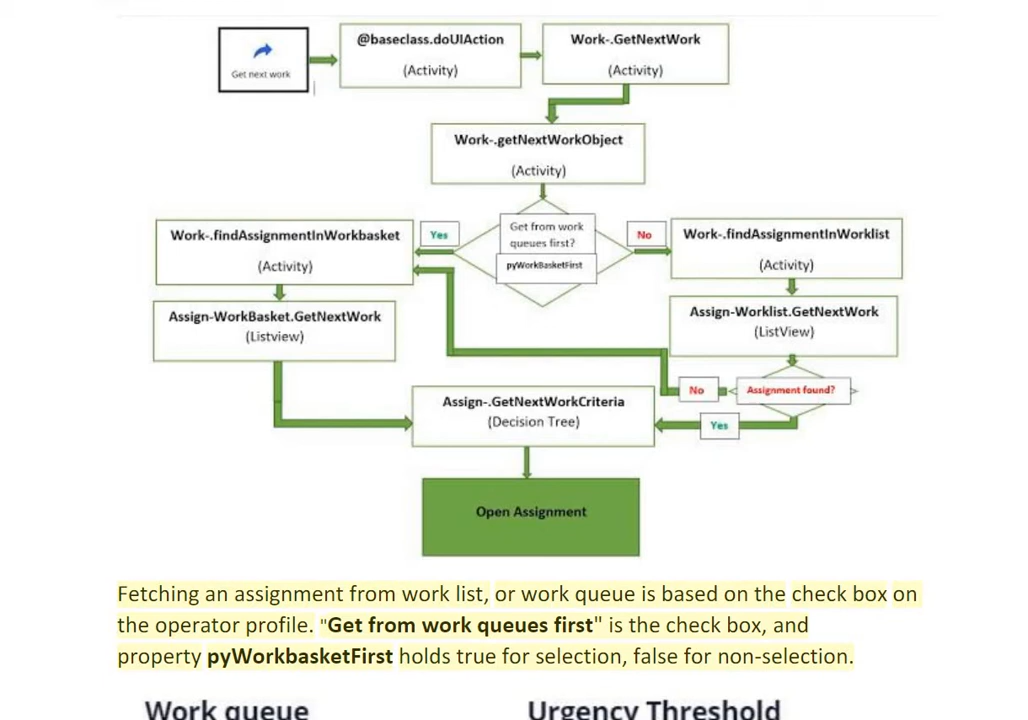 @baseclass.doUIAction
(Activity)
Work-.GetNextWork
(Activity)
Get next work
Work-.getNextWorkObject
(Activity)
Work-.findAssignmentInWorkbasket
(Activity)
Yes
Get from work
queues first?
pyWorkBasketFirst
No
Work-.findAssignmentInWorklist
(Activity)
Assign-WorkBasket.GetNextWork
(Listview)
Assign-Worklist.GetNextWork
(ListView)
No
Assignment found?
Assign-.GetNextWorkCriteria
(Decision Tree)
Yes
Open Assignment
Fetching an assignment from work list, or work queue is based on the check box on
the operator profile. "Get from work queues first" is the check box, and
property pyWorkbasketFirst holds true for selection, false for non-selection.
Work queue
Urgency Threshold